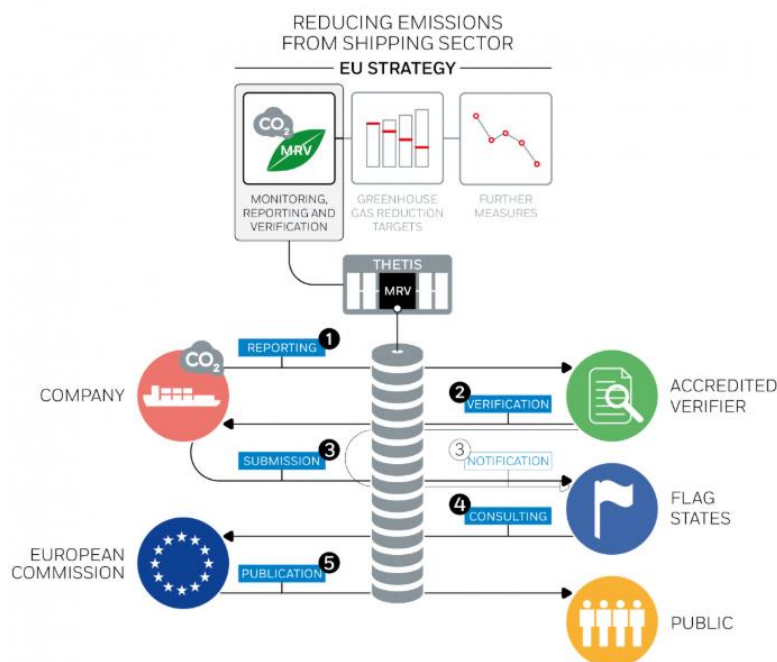 REDUCING EMISSIONS
FROM SHIPPING SECTOR
EU STRATEGY
CO2
MRV
MONITORING,
REPORTING AND
VERIFICATION
GREENHOUSE
GAS REDUCTION
TARGETS
FURTHER
MEASURES
THETIS
MRV
REPORTING 1
CO2
COMPANY
ACCREDITED
VERIFIER
2 VERIFICATION
SUBMISSION 3
3 NOTIFICATION
FLAG
STATES
4 CONSULTING
EUROPEAN
COMMISSION
PUBLICATION 5
PUBLIC